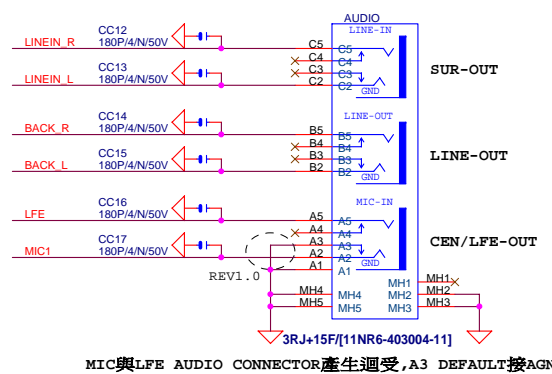 AUDIO
CC12
180P/4/N/50V
LINEIN_R
LINE-IN
C5 C5
C4 C4
CC13
180P/4/N/50V
LINEIN_L
C3 C3
C2 C2
GND
SUR-OUT
CC14
180P/4/N/50V
BACK_R
LINE-OUT
B5 B5
B4 B4
CC15
180P/4/N/50V
BACK_L
B3 B3
B2 B2
GND
LINE-OUT
CC16
180P/4/N/50V
LFE
MIC-IN
A5 A5
A4 A4
CC17
180P/4/N/50V
MIC1
A3 A3
A2 A2
GND
CEN/LFE-OUT
A1 A1
REV1.0
MH1 MH1
MH4 MH4
MH2 MH2
MH5 MH5
MH3 MH3
3RJ+15F/[11NR6-403004-11]
MIC與LFE AUDIO CONNECTOR產生迴受,A3 DEFAULT接AGN